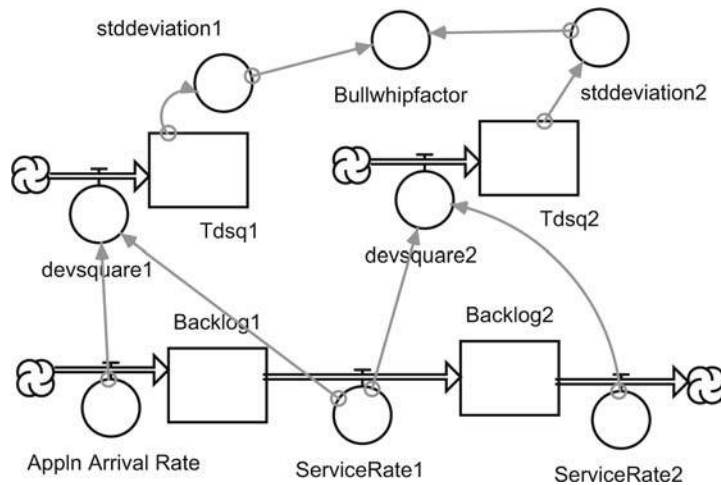 stddeviation1
Bullwhipfactor
stddeviation2
Tdsq1
Tdsq2
devsquare1
devsquare2
Backlog1
Backlog2
Appln Arrival Rate
ServiceRate1
ServiceRate2